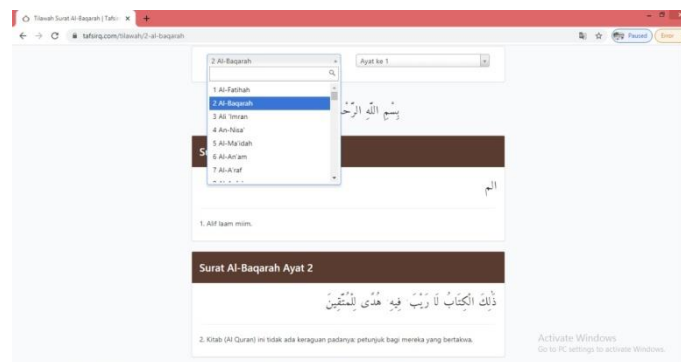 Tilawah Surat Al-Baqarah | Tafsir
tafsirq.com/tilawah/2-al-baqarah
Paused
Error
2 Al-Baqarah
Ayat ke 1
1 Al-Fatihah
2 Al-Baqarah
3 Ali 'Imran
4 An-Nisa'
5 Al-Ma'idah
6 Al-An'am
7 Al-A'raf
بِسْمِ اللَّهِ
الم
1. Alif laam miim.
Surat Al-Baqarah Ayat 2
ذَٰلِكَ الْكِتَابُ لَا رَيْبَ ۛ فِيهِ ۛ هُدًى لِلْمُتَّقِينَ
2. Kitab (Al Quran) ini tidak ada keraguan padanya: petunjuk bagi mereka yang bertakwa,
Activate Windows
Go to PC settings to activate Windows.